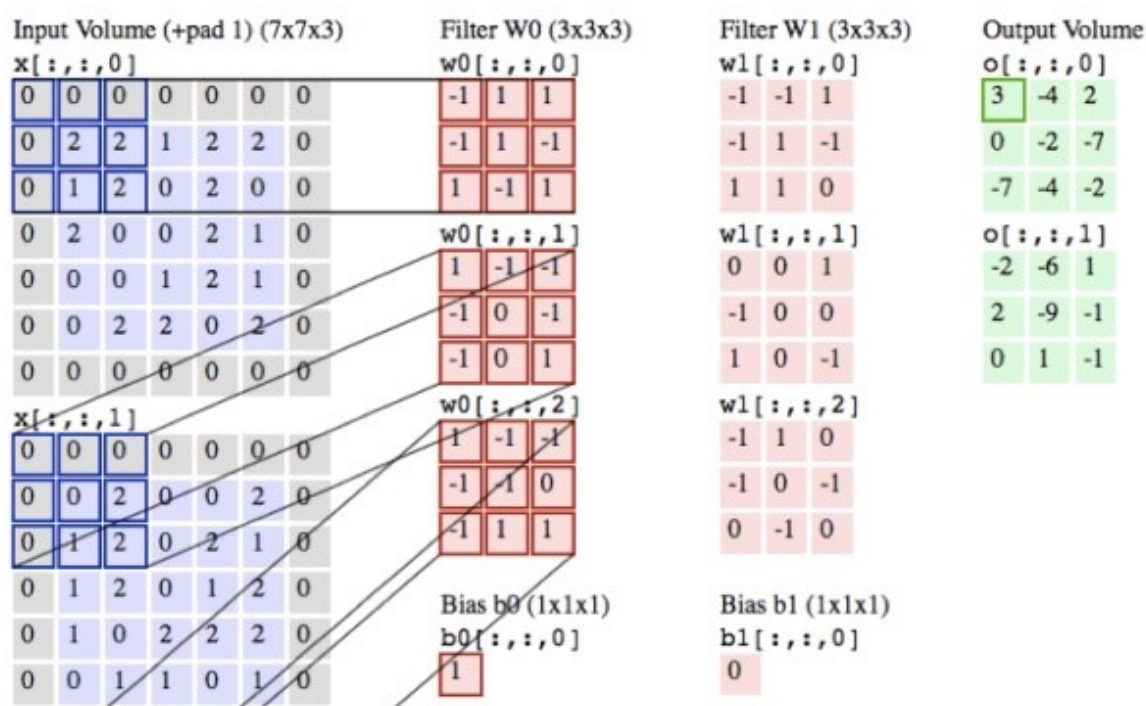 Input Volume (+pad 1) (7x7x3)
x[:,:,0]
0 0 0 0 0 0 0
0 2 2 1 2 2 0
0 1 2 0 2 0 0
0 2 0 0 2 1 0
0 0 0 1 2 1 0
0 0 2 2 0 2 0
0 0 0 0 0 0 0
x[:,:,1]
0 0 0 0 0 0 0
0 0 2 0 0 2 0
0 1 2 0 2 1 0
0 1 2 0 1 2 0
0 1 0 2 2 2 0
0 0 1 1 0 1 0
Filter W0 (3x3x3)
w0[:,:,0]
-1 1 1
-1 1 -1
1 -1 1
w0[:,:,1]
1 -1 -1
-1 0 -1
-1 0 1
w0[:,:,2]
1 -1 -1
-1 -1 0
-1 1 1
Bias b0 (1x1x1)
b0[:,:,0]
1
Filter W1 (3x3x3)
w1[:,:,0]
-1 -1 1
-1 1 -1
1 1 0
w1[:,:,1]
0 0 1
-1 0 0
1 0 -1
w1[:,:,2]
-1 1 0
-1 0 -1
0 -1 0
Bias b1 (1x1x1)
b1[:,:,0]
0
Output Volume
o[:,:,0]
3 -4 2
0 -2 -7
-7 -4 -2
o[:,:,1]
-2 -6 1
2 -9 -1
0 1 -1